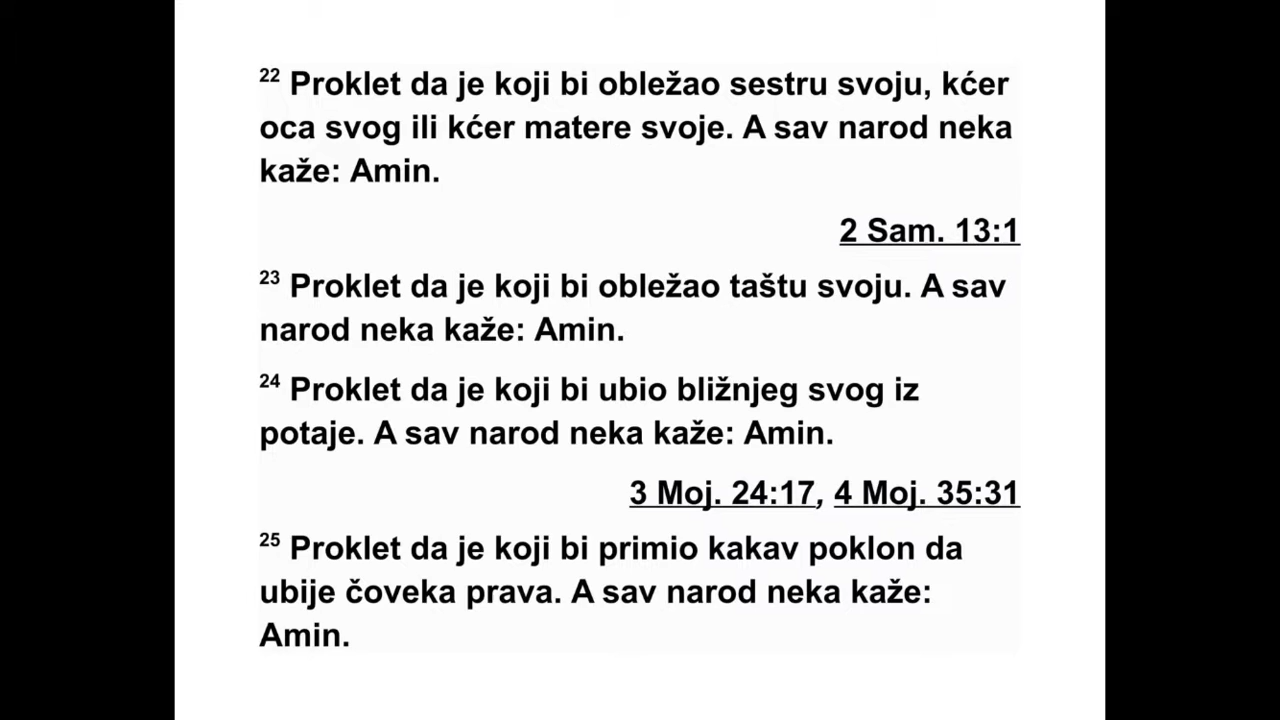 22 Proklet da je koji bi obležao sestru svoju, kćer
oca svog ili kćer matere svoje. A sav narod neka
kaže: Amin.
2 Sam. 13:1
23 Proklet da je koji bi obležao taštu svoju. A sav
narod neka kaže: Amin.
24 Proklet da je koji bi ubio bližnjeg svog iz
potaje. A sav narod neka kaže: Amin.
3 Moj. 24:17, 4 Moj. 35:31
25 Proklet da je koji bi primio kakav poklon da
ubije čoveka prava. A sav narod neka kaže:
Amin.